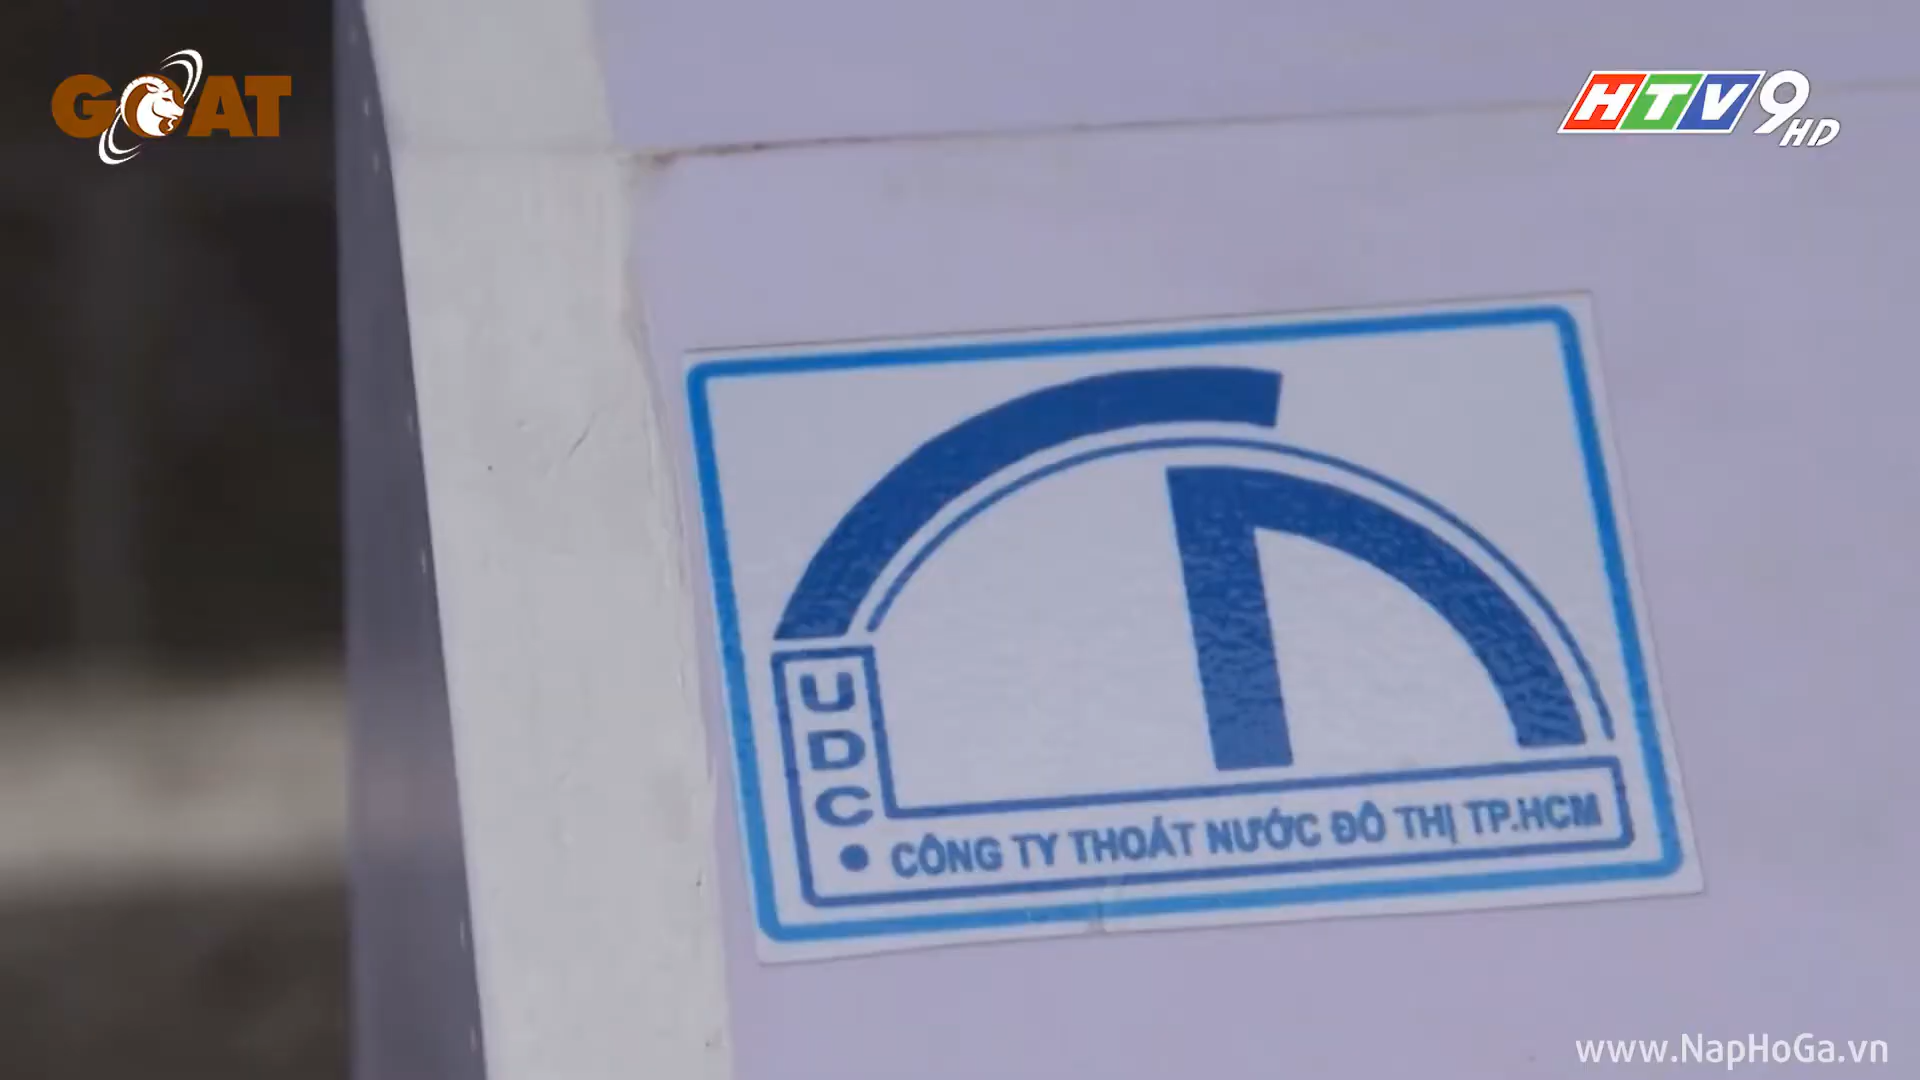 GOAT
HTV9
HD
UDC
CÔNG TY THOÁT NƯỚC ĐÔ THỊ TP.HCM
www.NapHoGa.vn